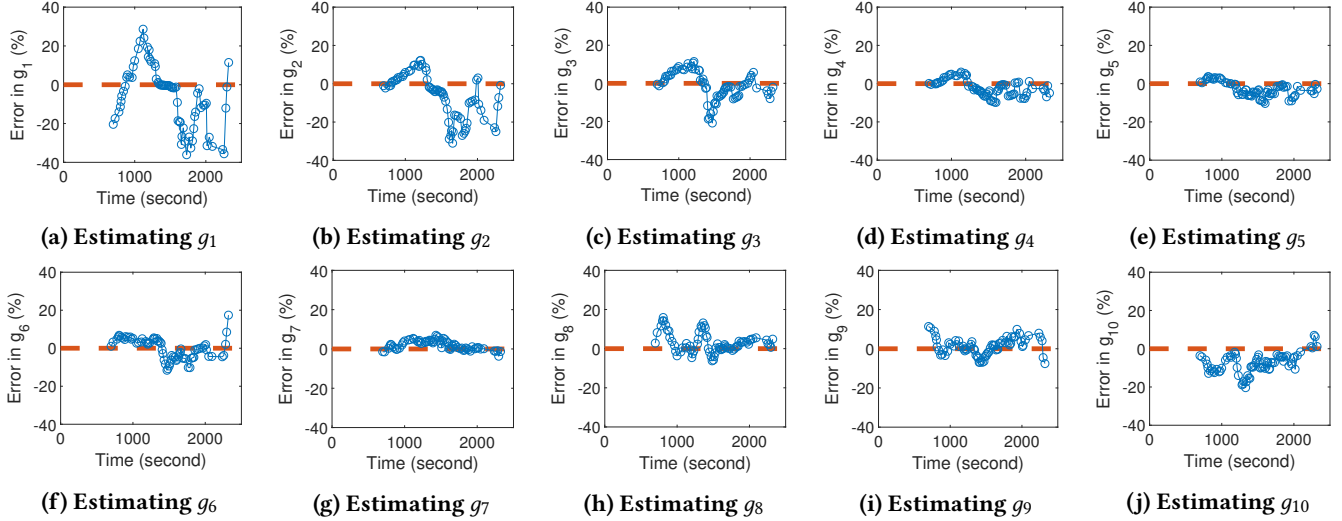 40
20
0
-20
-40
Error in g1 (%)
0 1000 2000
Time (second)
(a) Estimating g1
40
20
0
-20
-40
Error in g2 (%)
0 1000 2000
Time (second)
(b) Estimating g2
40
20
0
-20
-40
Error in g3 (%)
0 1000 2000
Time (second)
(c) Estimating g3
40
20
0
-20
-40
Error in g4 (%)
0 1000 2000
Time (second)
(d) Estimating g4
40
20
0
-20
-40
Error in g5 (%)
0 1000 2000
Time (second)
(e) Estimating g5
40
20
0
-20
-40
Error in g6 (%)
0 1000 2000
Time (second)
(f) Estimating g6
40
20
0
-20
-40
Error in g7 (%)
0 1000 2000
Time (second)
(g) Estimating g7
40
20
0
-20
-40
Error in g8 (%)
0 1000 2000
Time (second)
(h) Estimating g8
40
20
0
-20
-40
Error in g9 (%)
0 1000 2000
Time (second)
(i) Estimating g9
40
20
0
-20
-40
Error in g10 (%)
0 1000 2000
Time (second)
(j) Estimating g10